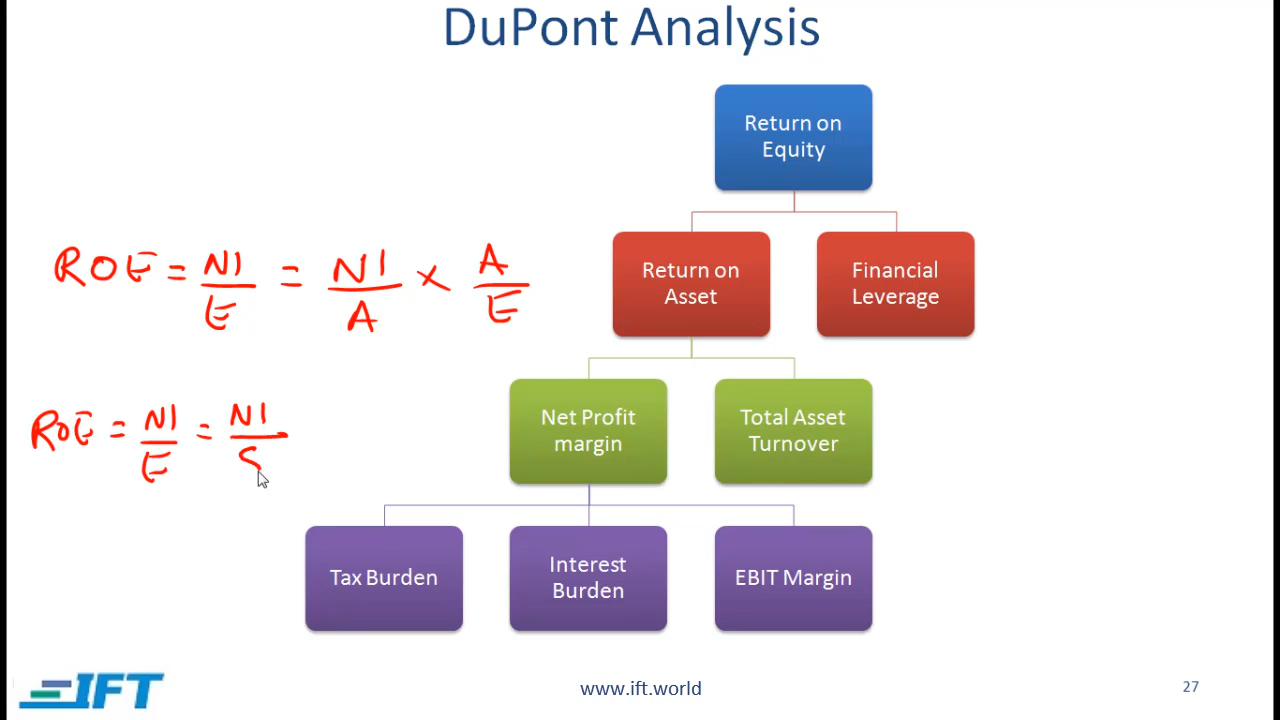 DuPont Analysis
Return on
Equity
ROE = NI/E = NI/A × A/E
Return on
Asset
Financial
Leverage
ROE = NI/E = NI/S
Net Profit
margin
Total Asset
Turnover
Tax Burden
Interest
Burden
EBIT Margin
IFT
www.ift.world
27